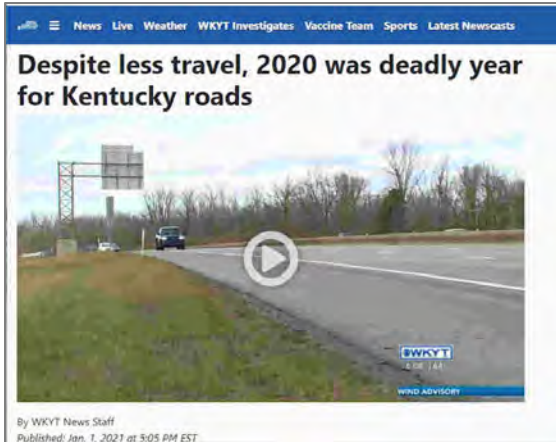 News Live Weather WKYT Investigates Vaccine Team Sports Latest Newscasts
Despite less travel, 2020 was deadly year
for Kentucky roads
WKYT
WIND ADVISORY
By WKYT News Staff
Published: Jan. 1, 2021 at 5:05 PM EST